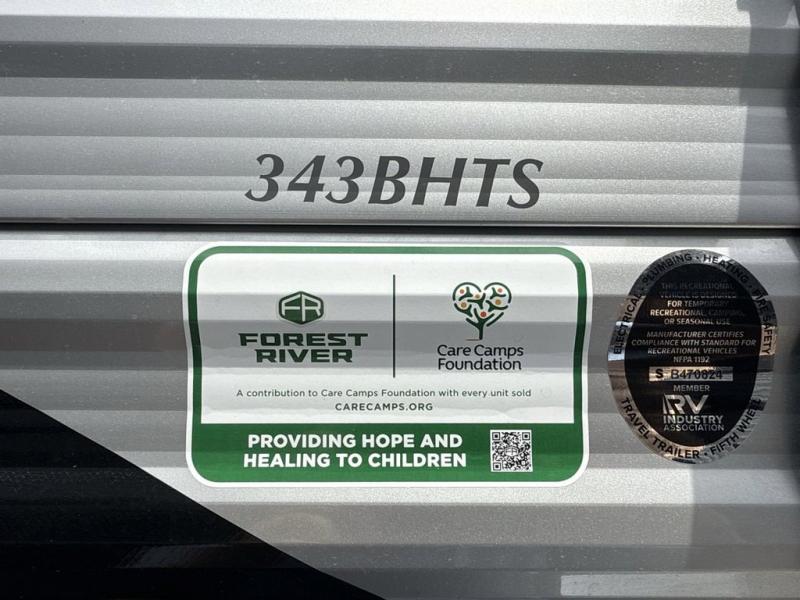 343BHTS
FR
FOREST
RIVER
Care Camps
Foundation
A contribution to Care Camps Foundation with every unit sold
CARECAMPS.ORG
PROVIDING HOPE AND
HEALING TO CHILDREN
ELECTRICAL • PLUMBING • HEATING • FIRE SAFETY
THIS RECREATIONAL
VEHICLE IS DESIGNED
FOR TEMPORARY
RECREATIONAL, CAMPING,
OR SEASONAL USE
MANUFACTURER CERTIFIES
COMPLIANCE WITH STANDARD FOR
RECREATIONAL VEHICLES
NFPA 1192
S B470824
MEMBER
RV
INDUSTRY
ASSOCIATION
TRAVEL TRAILER • FIFTH WHEEL